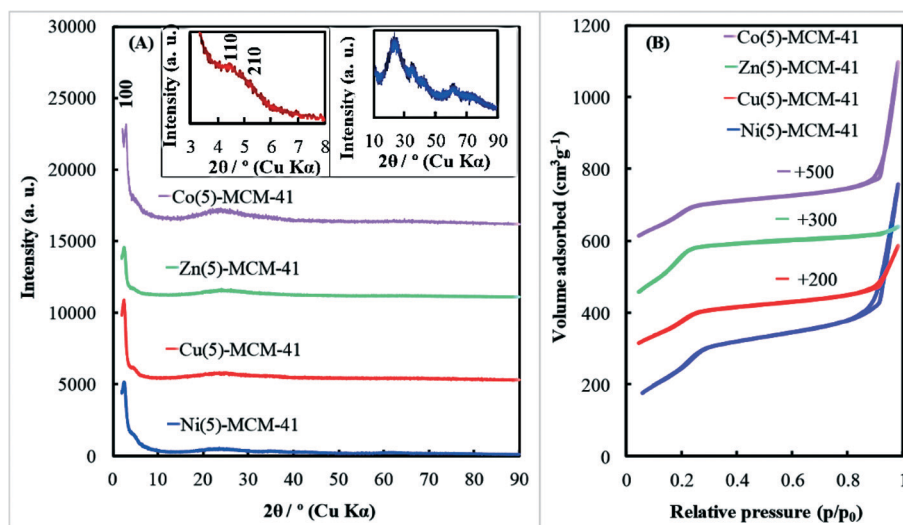 (A)
30000
25000
20000
15000
10000
5000
0
Intensity (a. u.)
100
Intensity (a. u.)
110
210
3 4 5 6 7 8
2θ / º (Cu Kα)
Intensity (a. u.)
10 30 50 70 90
2θ / º (Cu Kα)
Co(5)-MCM-41
Zn(5)-MCM-41
Cu(5)-MCM-41
Ni(5)-MCM-41
0 10 20 30 40 50 60 70 80 90
2θ / º (Cu Kα)
(B)
1200
1000
800
600
400
200
0
Volume adsorbed (cm³g⁻¹)
Co(5)-MCM-41
Zn(5)-MCM-41
Cu(5)-MCM-41
Ni(5)-MCM-41
+500
+300
+200
0 0.2 0.4 0.6 0.8 1
Relative pressure (p/p₀)